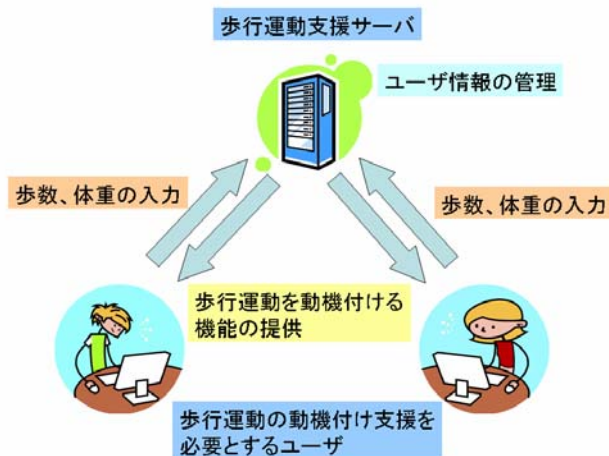 歩行運動支援サーバ
ユーザ情報の管理
歩数、体重の入力
歩数、体重の入力
歩行運動を動機付ける
機能の提供
歩行運動の動機付け支援を
必要とするユーザ